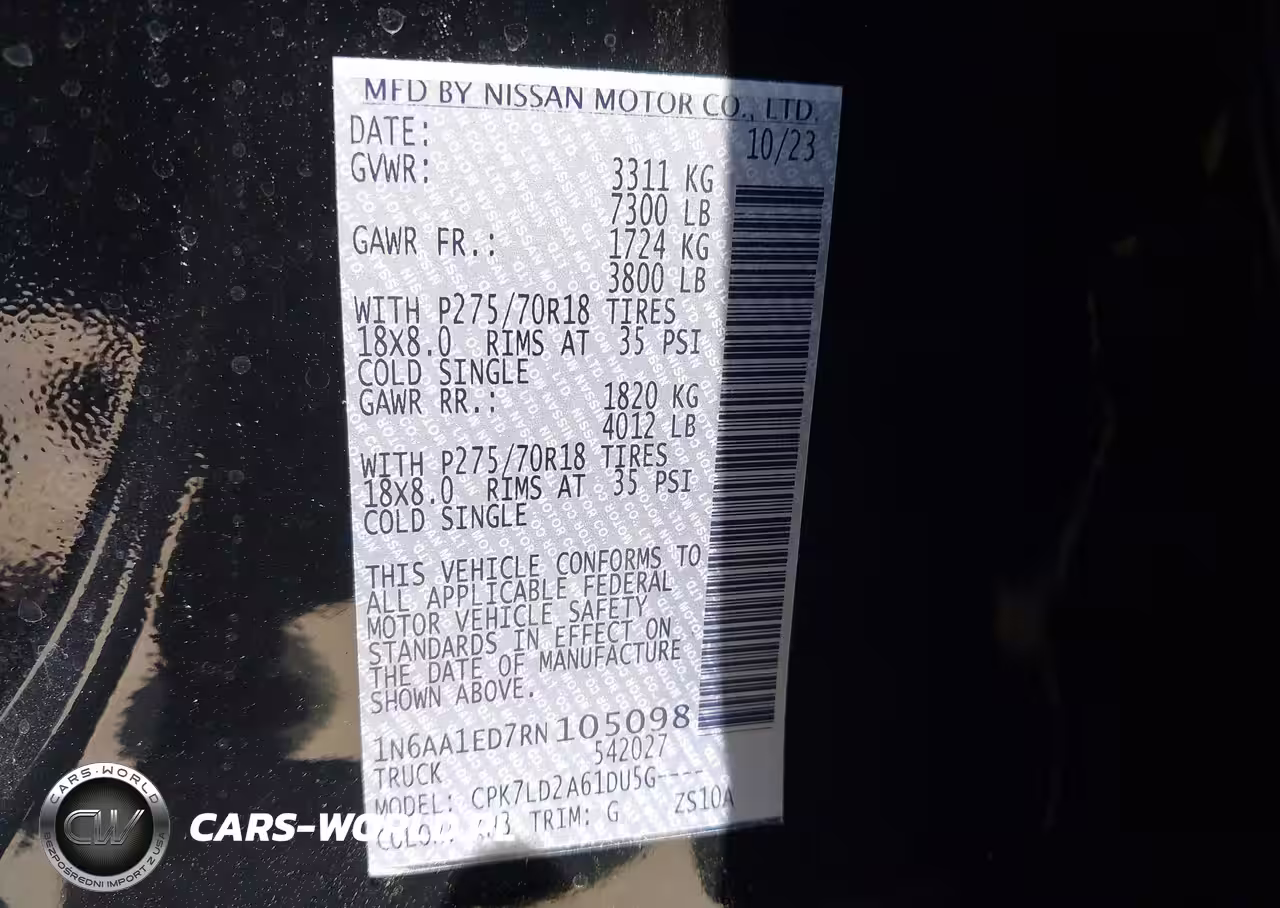 MFD BY NISSAN MOTOR CO., LTD.
DATE: 10/23
GVWR: 3311 KG
7300 LB
GAWR FR.: 1724 KG
3800 LB
WITH P275/70R18 TIRES
18X8.0 RIMS AT 35 PSI
COLD SINGLE
GAWR RR.: 1820 KG
4012 LB
WITH P275/70R18 TIRES
18X8.0 RIMS AT 35 PSI
COLD SINGLE
THIS VEHICLE CONFORMS TO
ALL APPLICABLE FEDERAL
MOTOR VEHICLE SAFETY
STANDARDS IN EFFECT ON
THE DATE OF MANUFACTURE
SHOWN ABOVE.
1N6AA1ED7RN105098
542027
TRUCK
MODEL: CPK7LD2A61DU5G----
TRIM: G ZS10A
CARS-WORLD
CW
BEZPOŚREDNI IMPORT Z USA